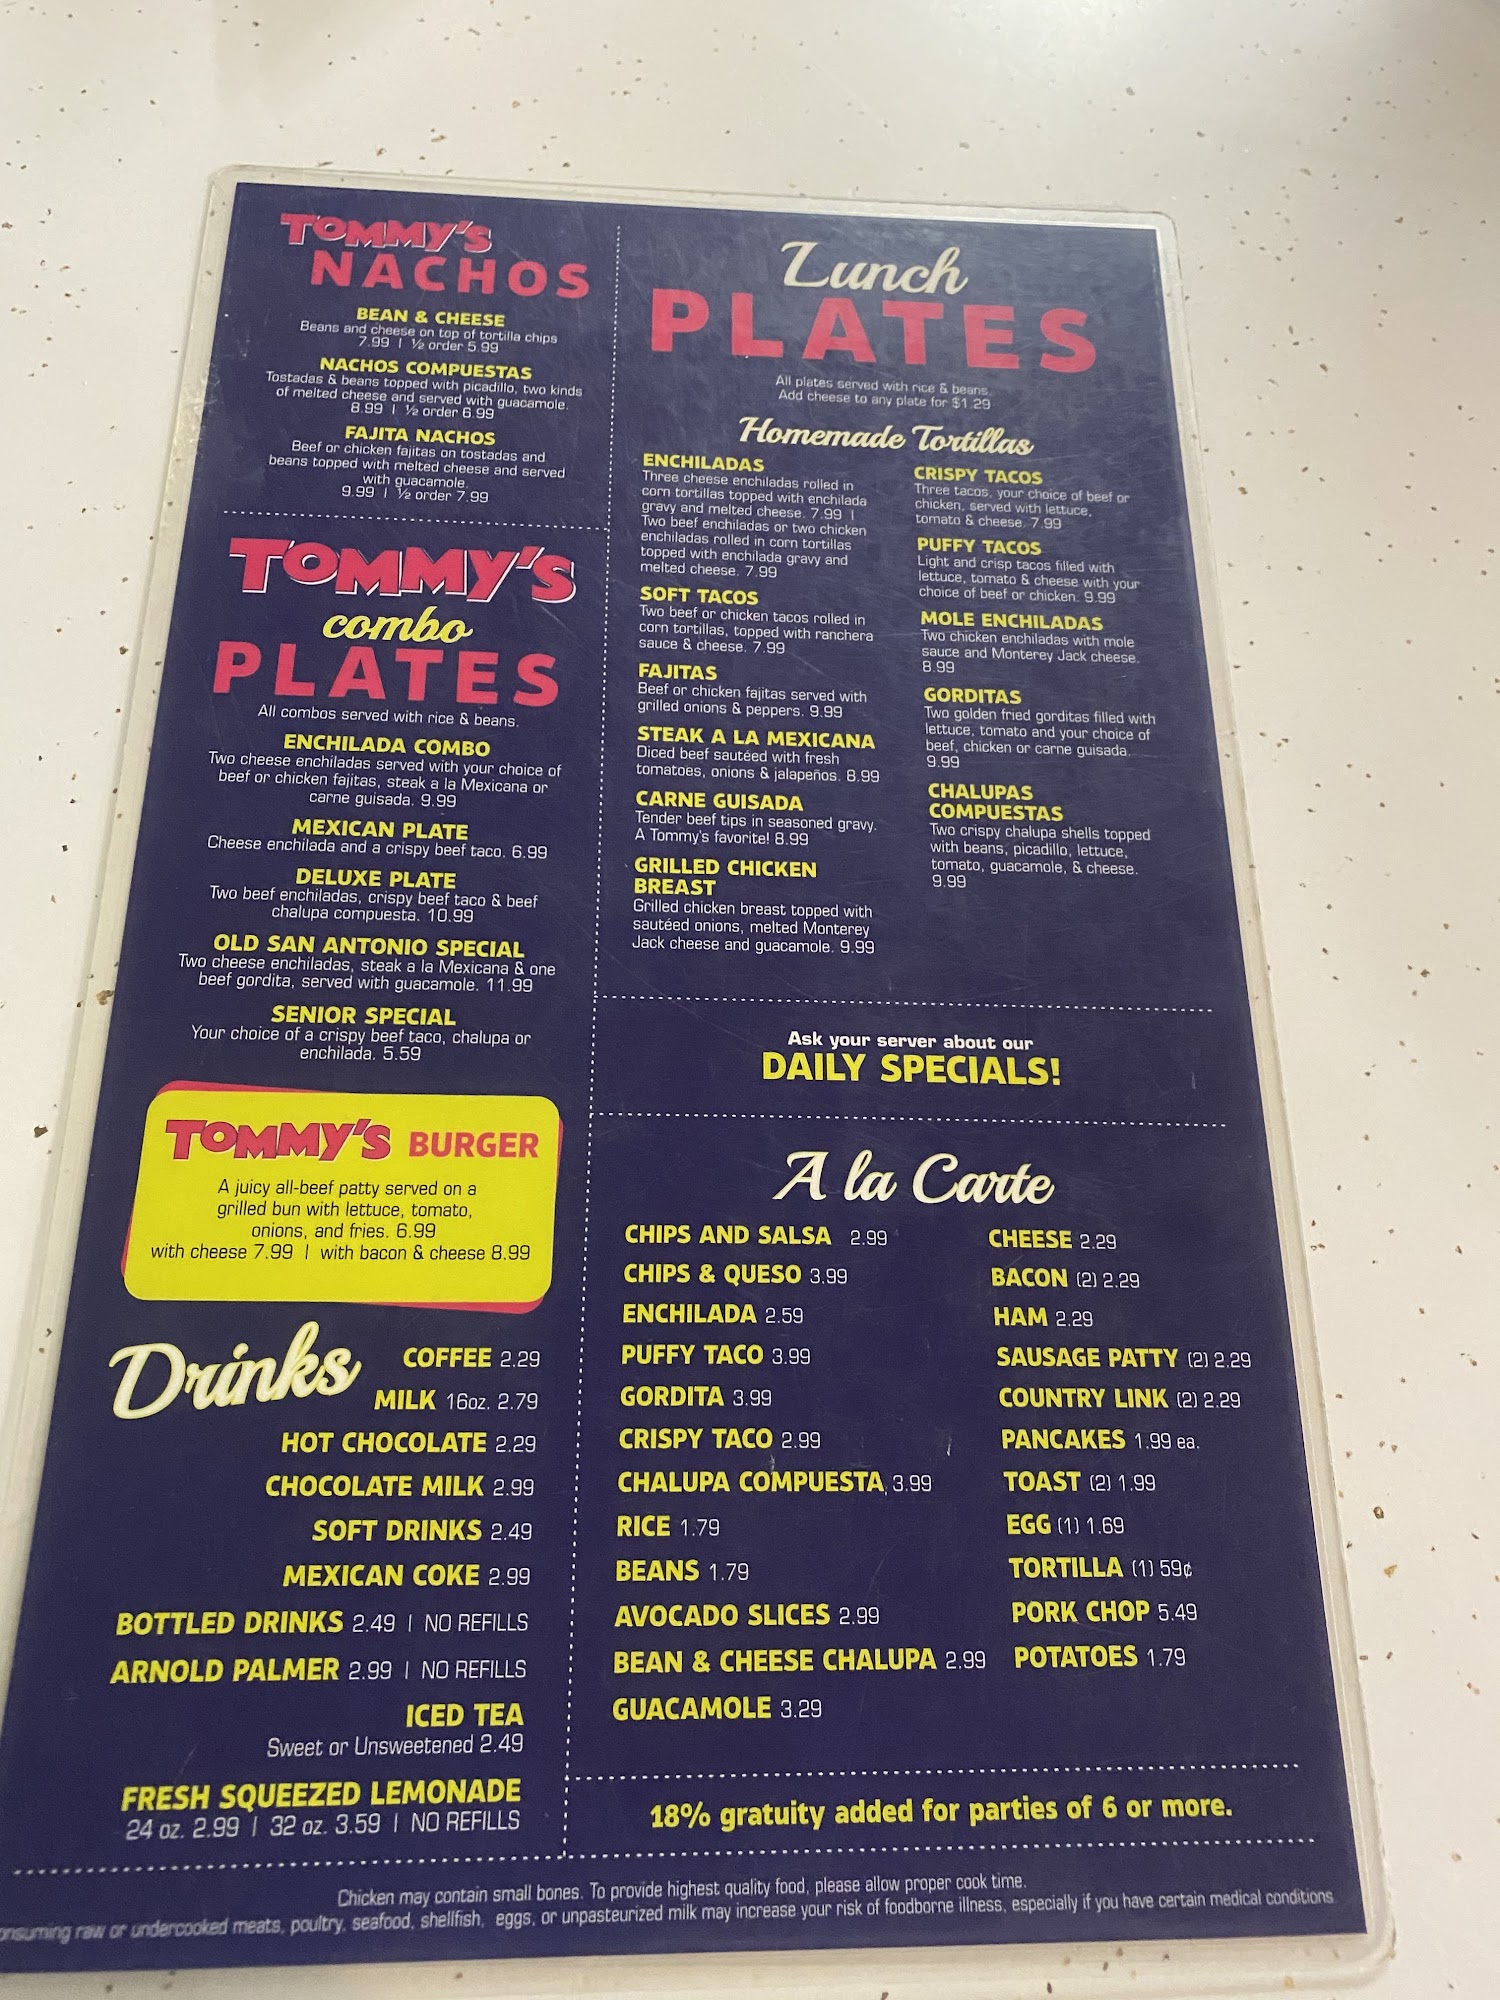 TOMMY'S
NACHOS
BEAN & CHEESE
Beans and cheese on top of tortilla chips
7.99 | ½ order 5.99
NACHOS COMPUESTAS
Tostadas & beans topped with picadillo, two kinds
of melted cheese and served with guacamole.
8.99 | ½ order 6.99
FAJITA NACHOS
Beef or chicken fajitas on tostadas and
beans topped with melted cheese and served
with guacamole.
9.99 | ½ order 7.99
TOMMY'S
combo
PLATES
All combos served with rice & beans.
ENCHILADA COMBO
Two cheese enchiladas served with your choice of
beef or chicken fajitas, steak a la Mexicana or
carne guisada. 9.99
MEXICAN PLATE
Cheese enchilada and a crispy beef taco. 6.99
DELUXE PLATE
Two beef enchiladas, crispy beef taco & beef
chalupa compuesta. 10.99
OLD SAN ANTONIO SPECIAL
Two cheese enchiladas, steak a la Mexicana & one
beef gordita, served with guacamole. 11.99
SENIOR SPECIAL
Your choice of a crispy beef taco, chalupa or
enchilada. 5.59
TOMMY'S BURGER
A juicy all-beef patty served on a
grilled bun with lettuce, tomato,
onions, and fries. 6.99
with cheese 7.99 | with bacon & cheese 8.99
Drinks
COFFEE 2.29
MILK 16oz. 2.79
HOT CHOCOLATE 2.29
CHOCOLATE MILK 2.99
SOFT DRINKS 2.49
MEXICAN COKE 2.99
BOTTLED DRINKS 2.49 | NO REFILLS
ARNOLD PALMER 2.99 | NO REFILLS
ICED TEA
Sweet or Unsweetened 2.49
FRESH SQUEEZED LEMONADE
24 oz. 2.99 | 32 oz. 3.59 | NO REFILLS
Lunch
PLATES
All plates served with rice & beans.
Add cheese to any plate for $1.29
Homemade Tortillas
ENCHILADAS
Three cheese enchiladas rolled in
corn tortillas topped with enchilada
gravy and melted cheese. 7.99 |
Two beef enchiladas or two chicken
enchiladas rolled in corn tortillas
topped with enchilada gravy and
melted cheese. 7.99
SOFT TACOS
Two beef or chicken tacos rolled in
corn tortillas, topped with ranchera
sauce & cheese. 7.99
FAJITAS
Beef or chicken fajitas served with
grilled onions & peppers. 9.99
STEAK A LA MEXICANA
Diced beef sautéed with fresh
tomatoes, onions & jalapeños. 8.99
CARNE GUISADA
Tender beef tips in seasoned gravy.
A Tommy's favorite! 8.99
GRILLED CHICKEN
BREAST
Grilled chicken breast topped with
sautéed onions, melted Monterey
Jack cheese and guacamole. 9.99
CRISPY TACOS
Three tacos, your choice of beef or
chicken, served with lettuce,
tomato & cheese. 7.99
PUFFY TACOS
Light and crisp tacos filled with
lettuce, tomato & cheese with your
choice of beef or chicken. 9.99
MOLE ENCHILADAS
Two chicken enchiladas with mole
sauce and Monterey Jack cheese.
8.99
GORDITAS
Two golden fried gorditas filled with
lettuce, tomato and your choice of
beef, chicken or carne guisada.
9.99
CHALUPAS
COMPUESTAS
Two crispy chalupa shells topped
with beans, picadillo, lettuce,
tomato, guacamole, & cheese.
9.99
Ask your server about our
DAILY SPECIALS!
A la Carte
CHIPS AND SALSA 2.99
CHIPS & QUESO 3.99
ENCHILADA 2.59
PUFFY TACO 3.99
GORDITA 3.99
CRISPY TACO 2.99
CHALUPA COMPUESTA 3.99
RICE 1.79
BEANS 1.79
AVOCADO SLICES 2.99
BEAN & CHEESE CHALUPA 2.99
GUACAMOLE 3.29
CHEESE 2.29
BACON (2) 2.29
HAM 2.29
SAUSAGE PATTY (2) 2.29
COUNTRY LINK (2) 2.29
PANCAKES 1.99 ea.
TOAST (2) 1.99
EGG (1) 1.69
TORTILLA (1) 59¢
PORK CHOP 5.49
POTATOES 1.79
18% gratuity added for parties of 6 or more.
Chicken may contain small bones. To provide highest quality food, please allow proper cook time.
onsuming raw or undercooked meats, poultry, seafood, shellfish, eggs, or unpasteurized milk may increase your risk of foodborne illness, especially if you have certain medical conditions